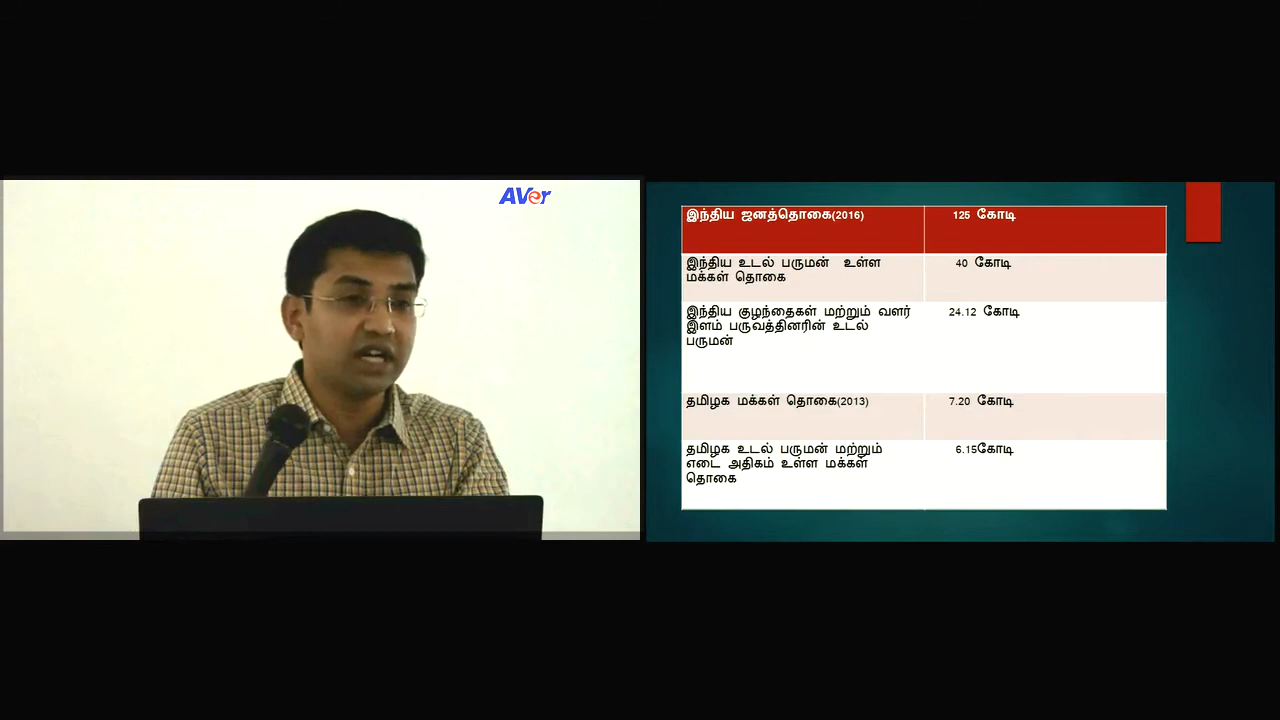 AVer
இந்திய ஜனத்தொகை(2016)
125 கோடி
இந்திய உடல் பருமன் உள்ள
மக்கள் தொகை
40 கோடி
இந்திய குழந்தைகள் மற்றும் வளர்
இளம் பருவத்தினரின் உடல்
பருமன்
24.12 கோடி
தமிழக மக்கள் தொகை(2013)
7.20 கோடி
தமிழக உடல் பருமன் மற்றும்
எடை அதிகம் உள்ள மக்கள்
தொகை
6.15கோடி